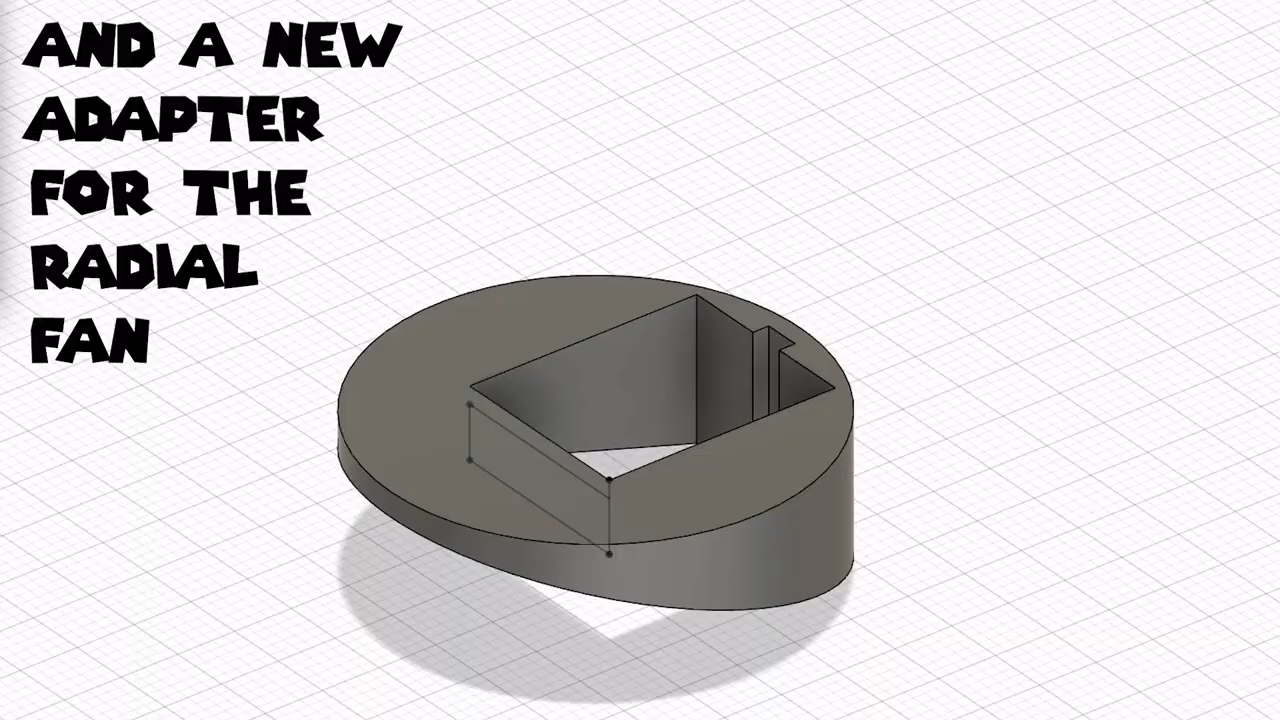 AND A NEW
ADAPTER
FOR THE
RADIAL
FAN